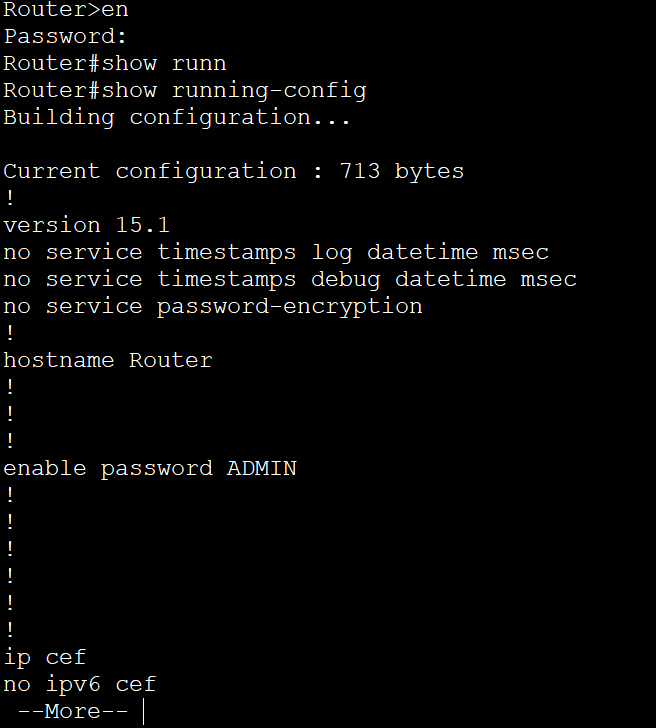 Router>en
Password:
Router#show runn
Router#show running-config
Building configuration...
Current configuration : 713 bytes
!
version 15.1
no service timestamps log datetime msec
no service timestamps debug datetime msec
no service password-encryption
!
hostname Router
!
!
!
enable password ADMIN
!
!
!
!
!
!
ip cef
no ipv6 cef
--More--